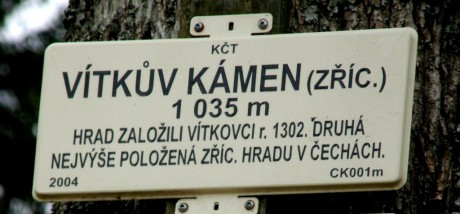 KČT
VÍTKŮV KÁMEN (ZŘÍC.)
1 035 m
HRAD ZALOŽILI VÍTKOVCI r. 1302. DRUHÁ
NEJVÝŠE POLOŽENÁ ZŘÍC. HRADU V ČECHÁCH.
2004 CK001m